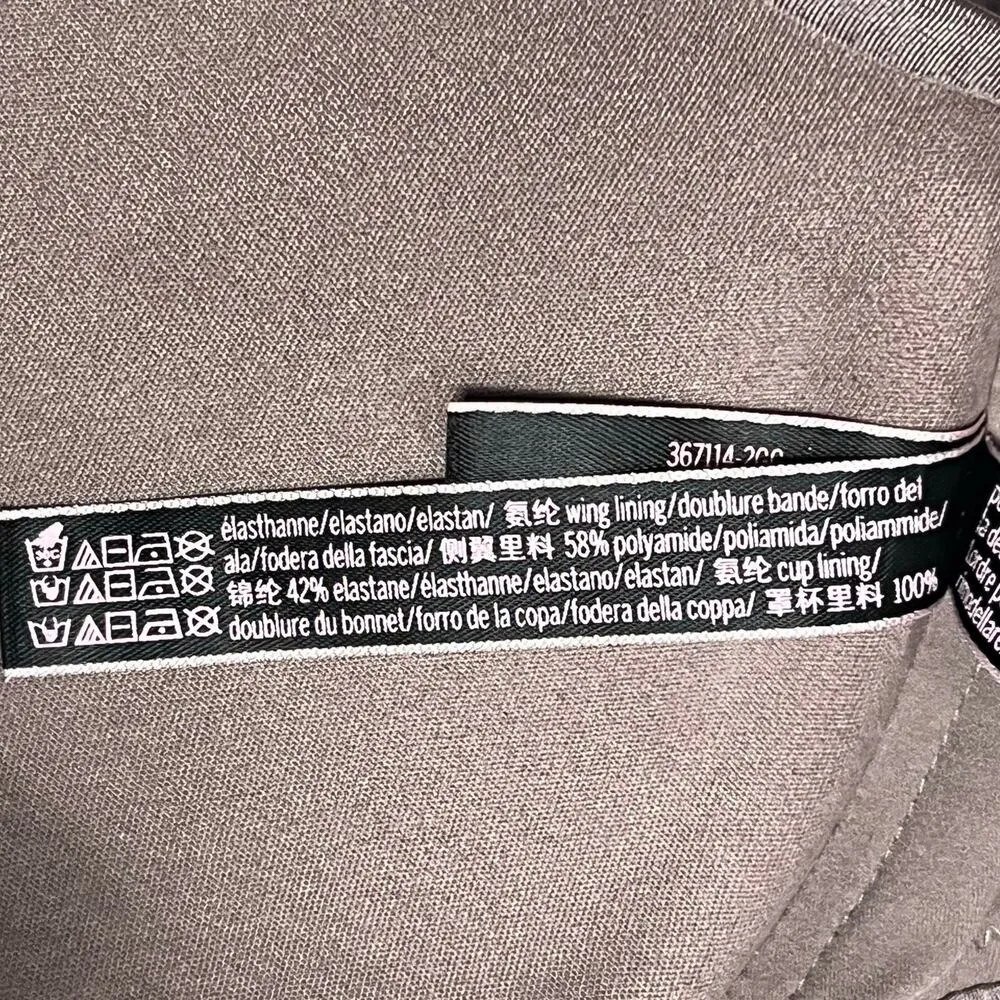 367114-2
élasthanne/elastano/elastan/ 氨纶 wing lining/doublure bande/forro del
ala/fodera della fascia/ 侧翼里料 58% polyamide/poliamida/poliammide/
锦纶 42% elastane/élasthanne/elastano/elastan/ 氨纶 cup lining/
doublure du bonnet/forro de la copa/fodera della coppa/ 罩杯里料 100%